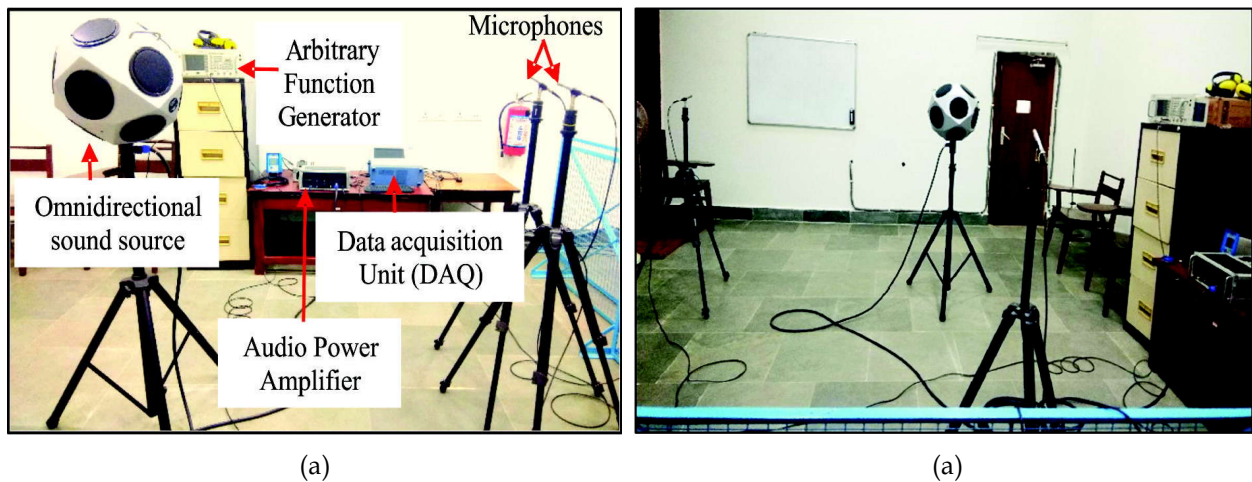 Microphones
Arbitrary
Function
Generator
Omnidirectional
sound source
Data acquisition
Unit (DAQ)
Audio Power
Amplifier
(a)
(a)